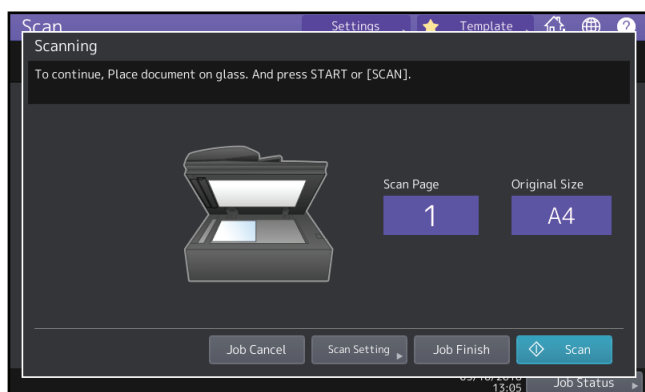 Scan
Settings
Template
?
Scanning
To continue, Place document on glass. And press START or [SCAN].
Scan Page
Original Size
1
A4
Job Cancel
Scan Setting
Job Finish
Scan
13:05
Job Status